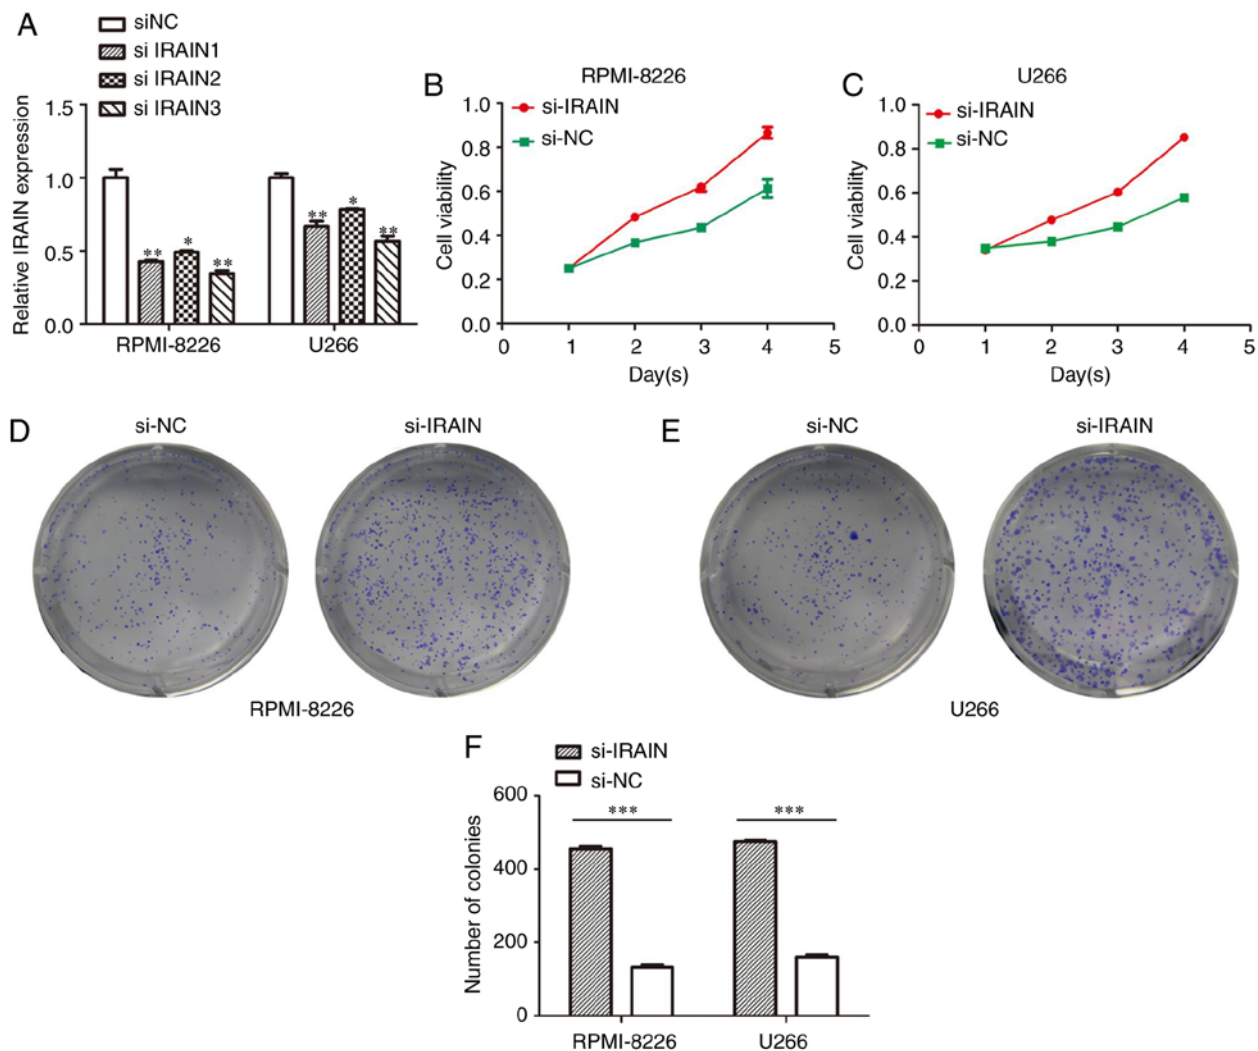 A
siNC
si IRAIN1
si IRAIN2
si IRAIN3
Relative IRAIN expression
1.5
1.0
0.5
0.0
**
*
**
**
*
**
RPMI-8226
U266
B
RPMI-8226
si-IRAIN
si-NC
Cell viability
1.0
0.8
0.6
0.4
0.2
0.0
0 1 2 3 4 5
Day(s)
C
U266
si-IRAIN
si-NC
Cell viability
1.0
0.8
0.6
0.4
0.2
0.0
0 1 2 3 4 5
Day(s)
D
si-NC
si-IRAIN
RPMI-8226
E
si-NC
si-IRAIN
U266
F
si-IRAIN
si-NC
Number of colonies
600
400
200
0
***
***
RPMI-8226
U266